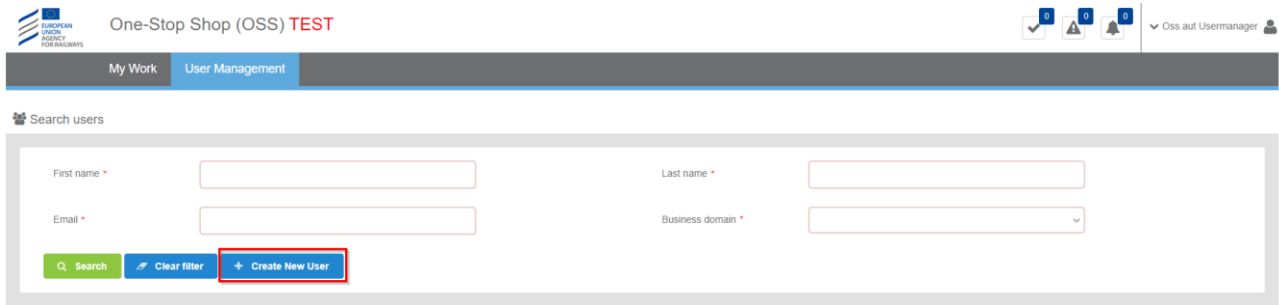 EUROPEAN
UNION
AGENCY
FOR RAILWAYS
One-Stop Shop (OSS) TEST
0 0 0
Oss.aut Usermanager
My Work User Management
Search users
First name * Last name *
Email * Business domain *
Search Clear filter + Create New User